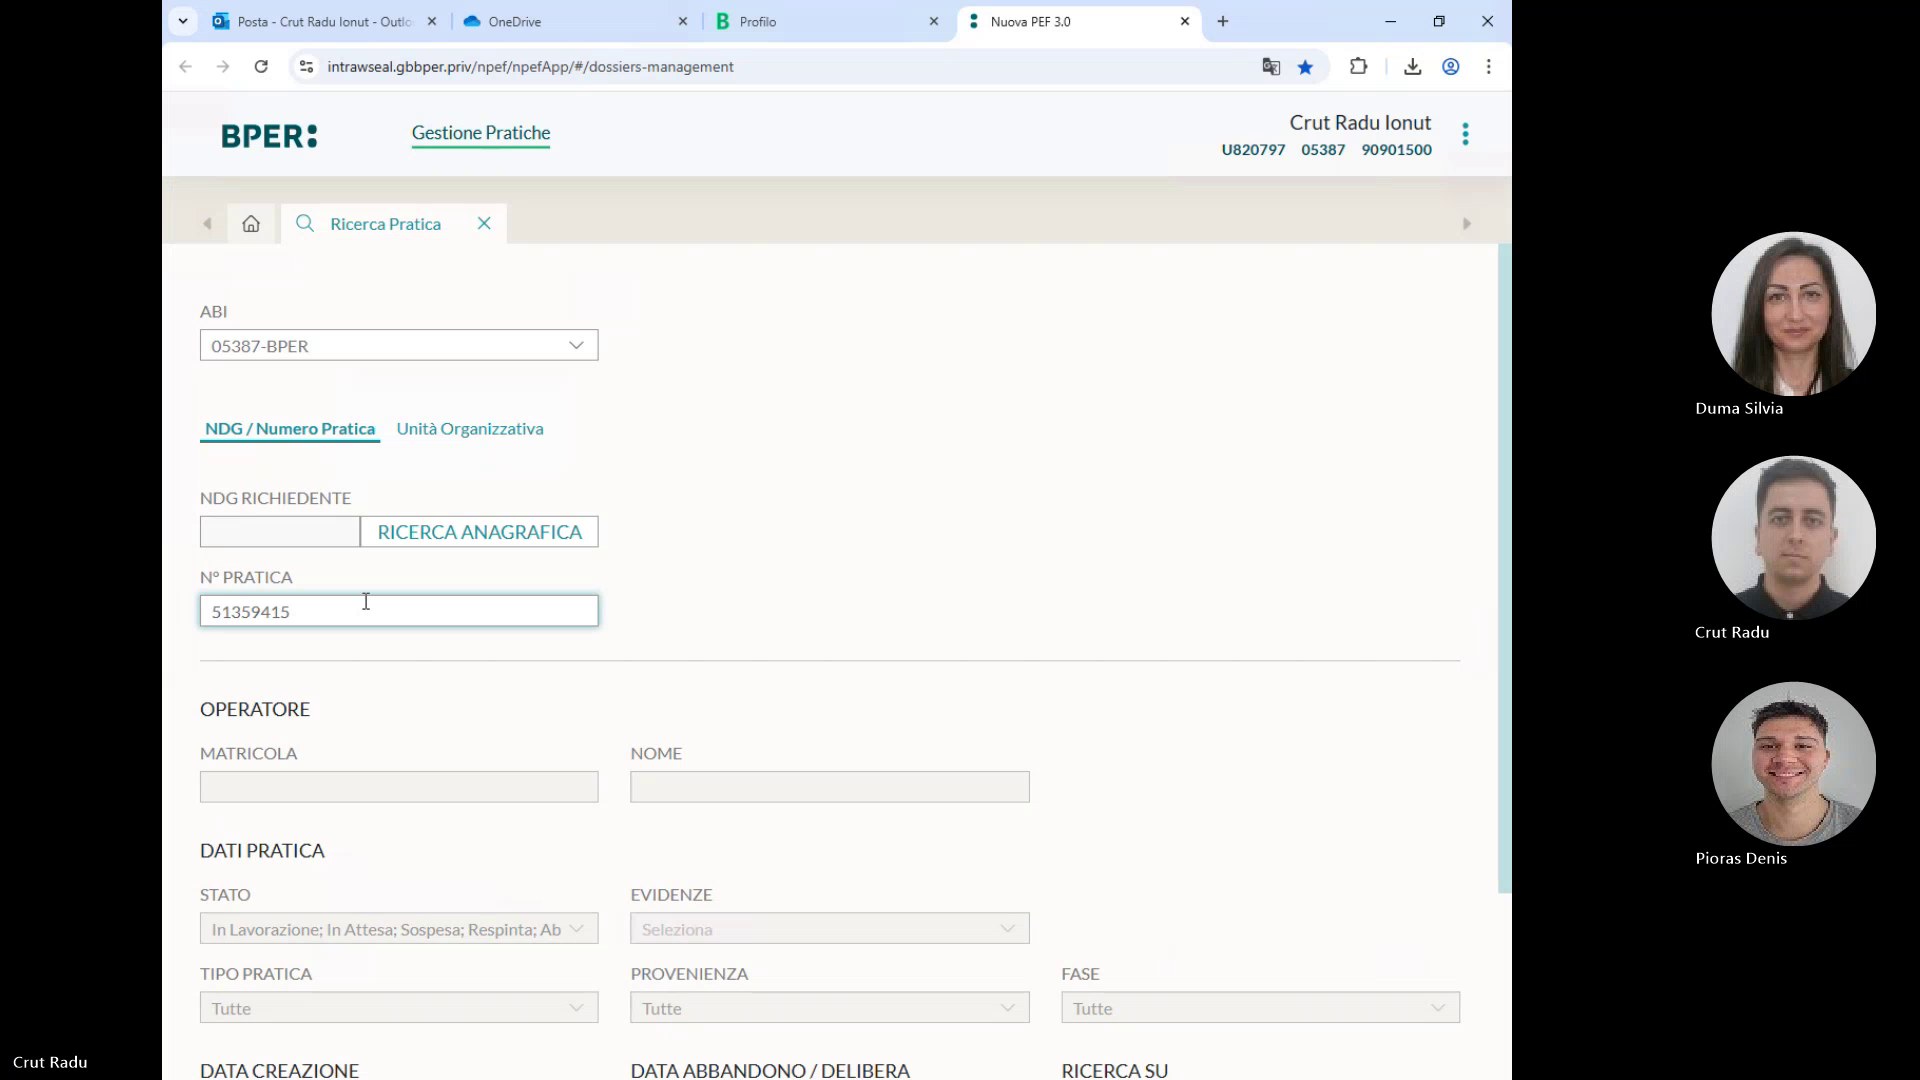 Posta - Crut Radu Ionut - Outlo
OneDrive
Profilo
Nuova PEF 3.0
intrawseal.gbbper.priv/npef/npefApp/#/dossiers-management
BPER:
Gestione Pratiche
Crut Radu Ionut
U820797 05387 90901500
Ricerca Pratica
ABI
05387-BPER
NDG / Numero Pratica
Unità Organizzativa
NDG RICHIEDENTE
RICERCA ANAGRAFICA
N° PRATICA
51359415
OPERATORE
MATRICOLA
NOME
DATI PRATICA
STATO
EVIDENZE
In Lavorazione; In Attesa; Sospesa; Respinta; Ab
Seleziona
TIPO PRATICA
PROVENIENZA
FASE
Tutte
Tutte
Tutte
DATA CREAZIONE
DATA ABBANDONO / DELIBERA
RICERCA SU
Duma Silvia
Crut Radu
Pioras Denis
Crut Radu